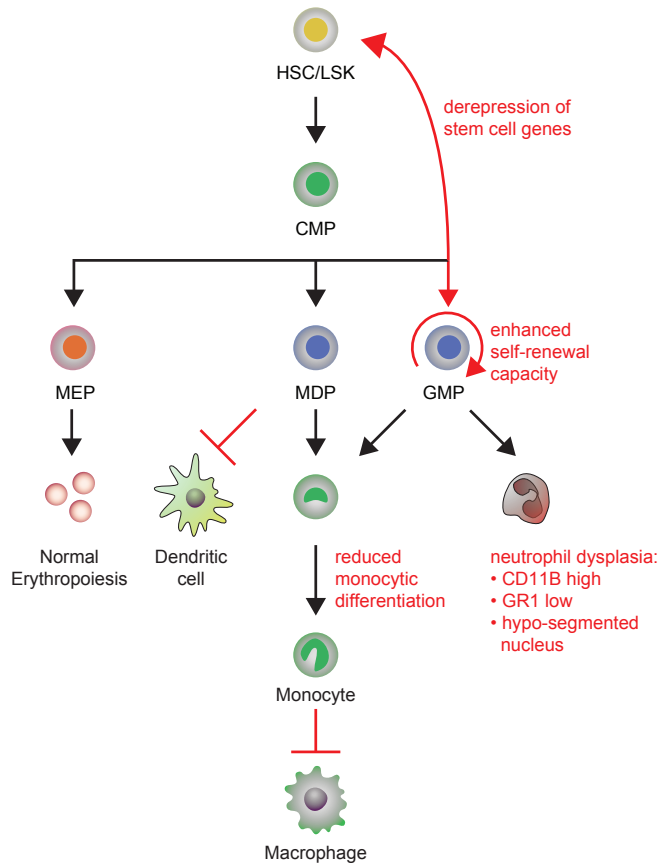 HSC/LSK
derepression of
stem cell genes
CMP
enhanced
self-renewal
capacity
MEP
MDP
GMP
Normal
Erythropoiesis
Dendritic
cell
reduced
monocytic
differentiation
neutrophil dysplasia:
• CD11B high
• GR1 low
• hypo-segmented
nucleus
Monocyte
Macrophage